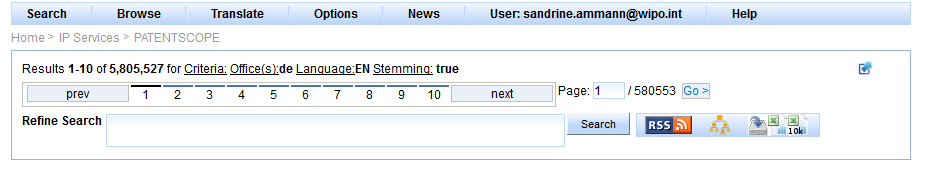 Search Browse Translate Options News User: sandrine.ammann@wipo.int Help
Home > IP Services > PATENTSCOPE
Results 1-10 of 5,805,527 for Criteria: Office(s):de Language:EN Stemming: true
prev 1 2 3 4 5 6 7 8 9 10 next Page: 1 / 580553 Go >
Refine Search Search RSS 10k